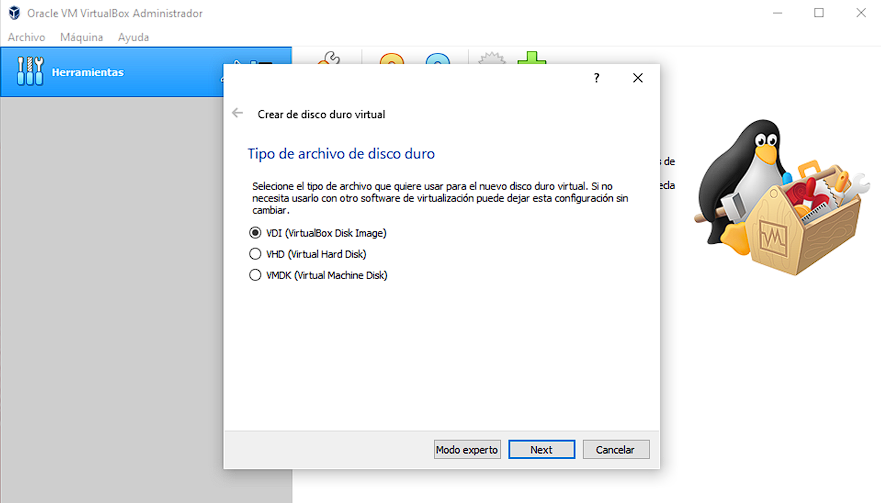 Oracle VM VirtualBox Administrador
Archivo Máquina Ayuda
Herramientas
?
Crear de disco duro virtual
Tipo de archivo de disco duro
s de
Seleccione el tipo de archivo que quiere usar para el nuevo disco duro virtual. Si no
eda
necesita usarlo con otro software de virtualización puede dejar esta configuración sin
cambiar.
VDI (VirtualBox Disk Image)
VHD (Virtual Hard Disk)
VMDK (Virtual Machine Disk)
Modo experto Next Cancelar